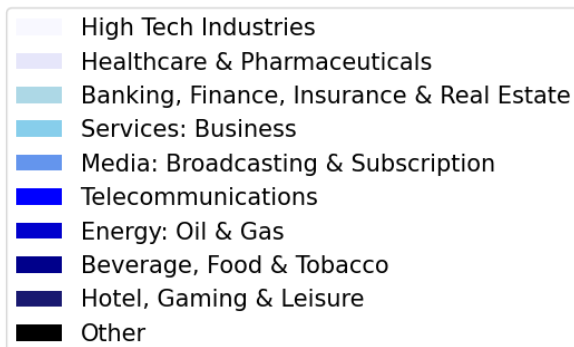 High Tech Industries
Healthcare & Pharmaceuticals
Banking, Finance, Insurance & Real Estate
Services: Business
Media: Broadcasting & Subscription
Telecommunications
Energy: Oil & Gas
Beverage, Food & Tobacco
Hotel, Gaming & Leisure
Other